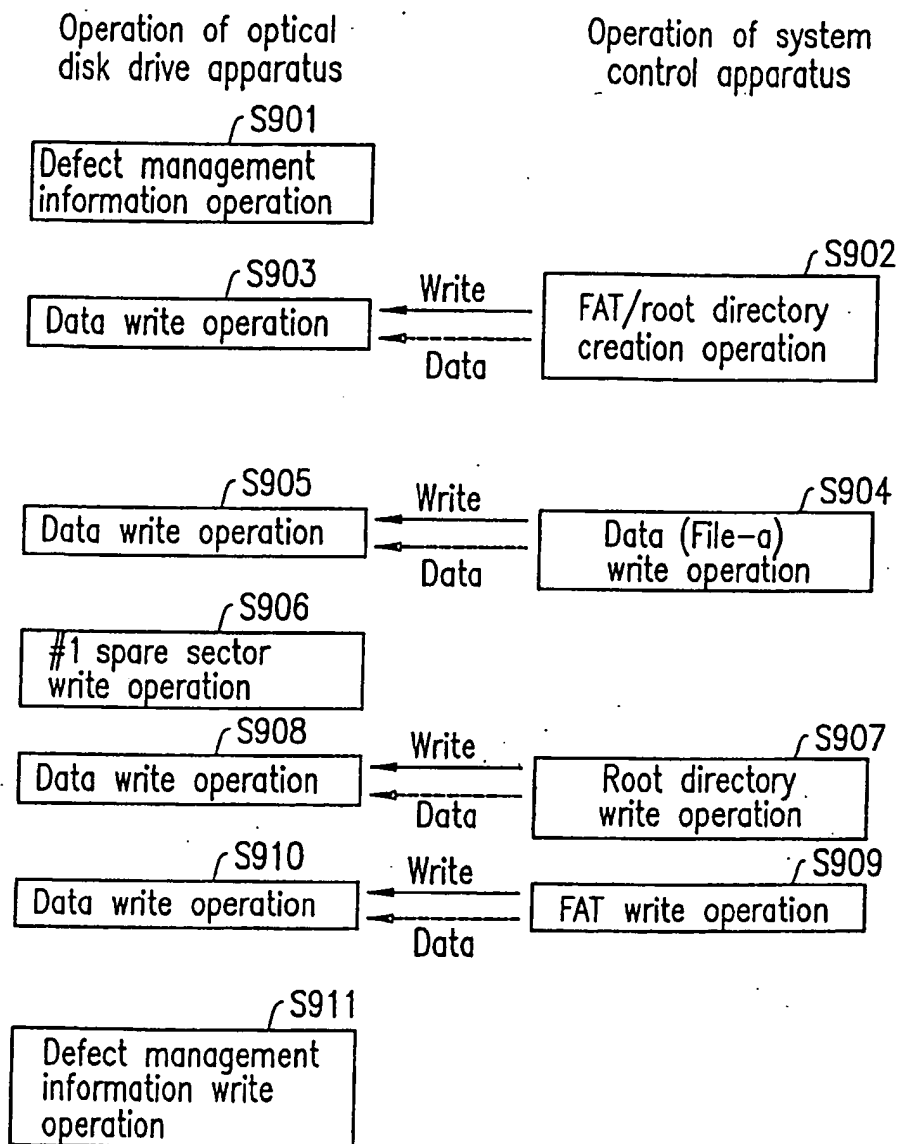 Operation of optical
disk drive apparatus
Operation of system
control apparatus
S901
Defect management
information operation
S902
S903
Data write operation
Write
Data
FAT/root directory
creation operation
S905
Data write operation
Write
Data
S904
Data (File-a)
write operation
S906
#1 spare sector
write operation
S908
Data write operation
Write
Data
S907
Root directory
write operation
S910
Data write operation
Write
Data
S909
FAT write operation
S911
Defect management
information write
operation